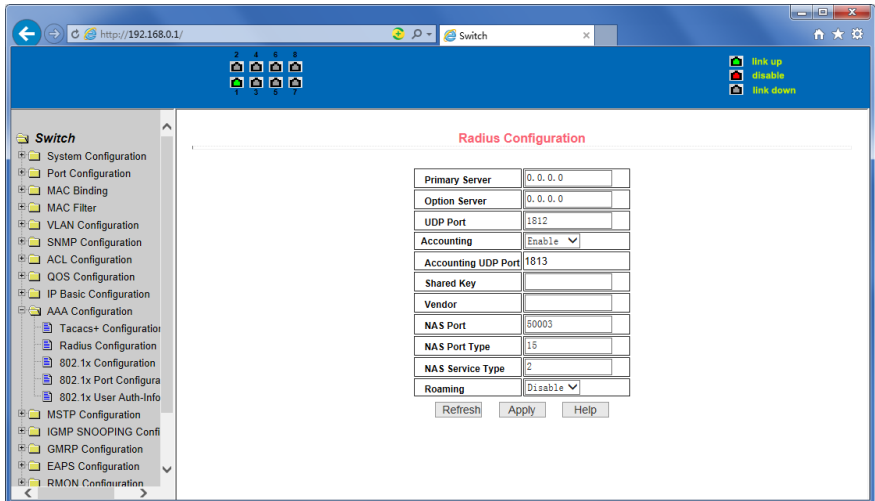 http://192.168.0.1/
Switch
2 4 6 8
1 3 5 7
link up
disable
link down
Switch
System Configuration
Port Configuration
MAC Binding
MAC Filter
VLAN Configuration
SNMP Configuration
ACL Configuration
QOS Configuration
IP Basic Configuration
AAA Configuration
Tacacs+ Configuration
Radius Configuration
802.1x Configuration
802.1x Port Configura
802.1x User Auth-Info
MSTP Configuration
IGMP SNOOPING Confi
GMRP Configuration
EAPS Configuration
RMON Configuration
Radius Configuration
Primary Server 0.0.0.0
Option Server 0.0.0.0
UDP Port 1812
Accounting Enable
Accounting UDP Port 1813
Shared Key
Vendor
NAS Port 50003
NAS Port Type 15
NAS Service Type 2
Roaming Disable
Refresh Apply Help